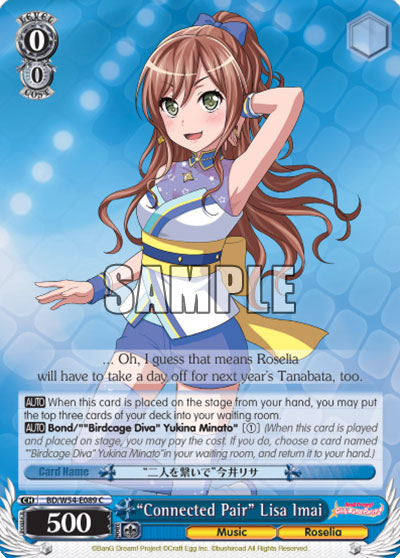 LEVEL
0
0
COST
SAMPLE
... Oh, I guess that means Roselia
will have to take a day off for next year's Tanabata, too.
AUTO When this card is placed on the stage from your hand, you may put
the top three cards of your deck into your waiting room.
AUTO Bond/""Birdcage Diva" Yukina Minato" [①] (When this card is played
and placed on stage, you may pay the cost. If you do, choose a card named
""Birdcage Diva" Yukina Minato"in your waiting room, and return it to your hand.)
Card Name
“二人を繋いで”今井リサ
CH BD/W54-E089 C
500
“Connected Pair” Lisa Imai
Music
Roselia
©BanG Dream! Project ©Craft Egg Inc. ©bushiroad All Rights Reserved.